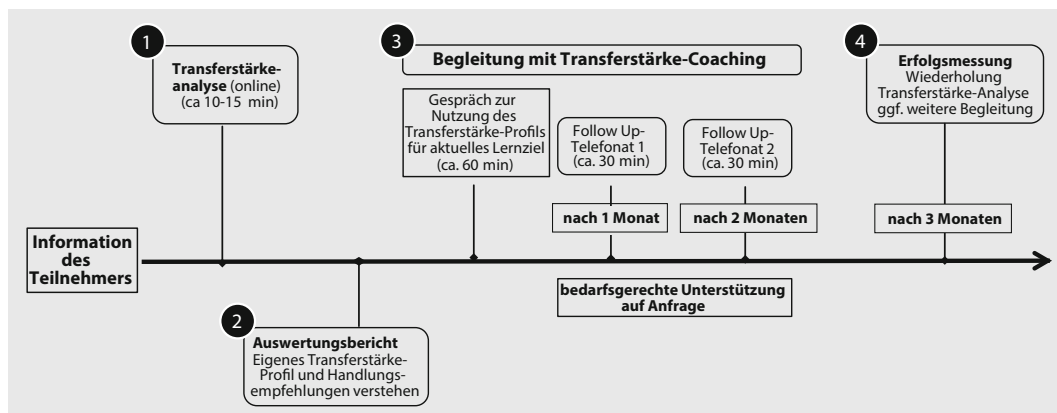 1
Transferstärke-
analyse (online)
(ca 10-15 min)
3
Begleitung mit Transferstärke-Coaching
Gespräch zur
Nutzung des
Transferstärke-Profils
für aktuelles Lernziel
(ca. 60 min)
Follow Up-
Telefonat 1
(ca. 30 min)
Follow Up-
Telefonat 2
(ca. 30 min)
4
Erfolgsmessung
Wiederholung
Transferstärke-Analyse
ggf. weitere Begleitung
nach 1 Monat
nach 2 Monaten
nach 3 Monaten
Information
des
Teilnehmers
bedarfsgerechte Unterstützung
auf Anfrage
2
Auswertungsbericht
Eigenes Transferstärke-
Profil und Handlungs-
empfehlungen verstehen